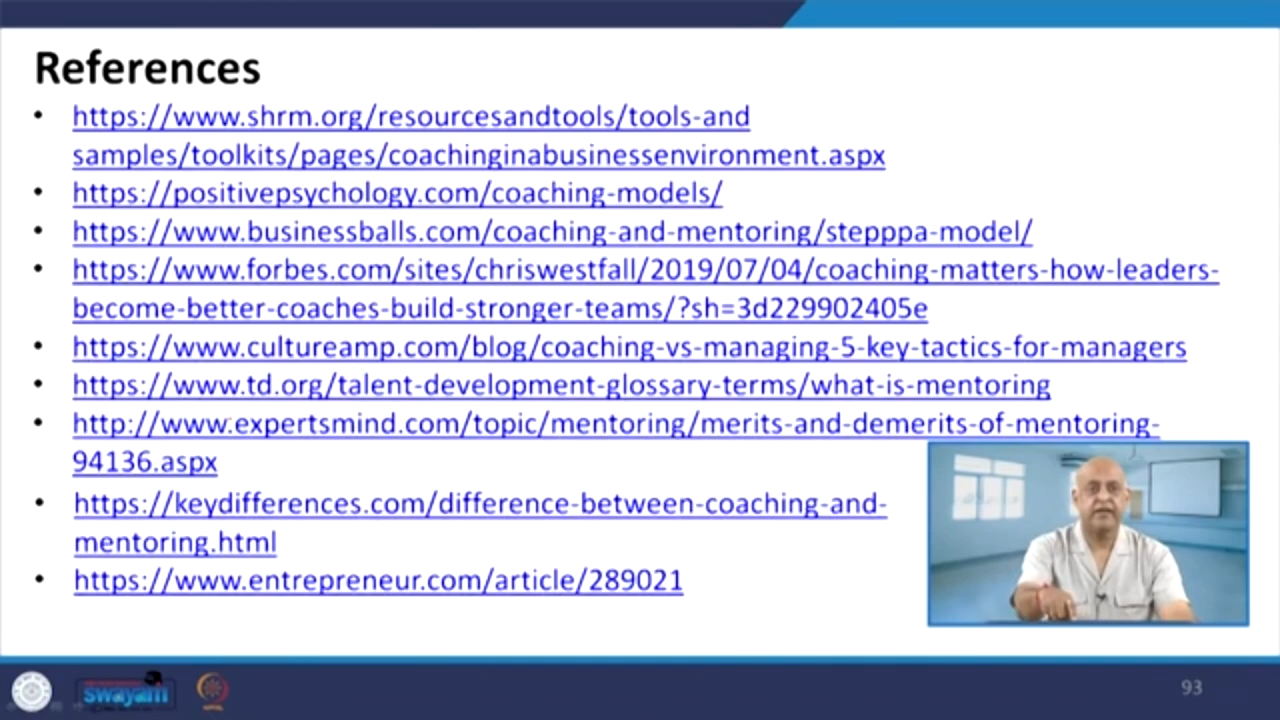 References
• https://www.shrm.org/resourcesandtools/tools-and
samples/toolkits/pages/coachinginabusinessenvironment.aspx
• https://positivepsychology.com/coaching-models/
• https://www.businessballs.com/coaching-and-mentoring/stepppa-model/
• https://www.forbes.com/sites/chriswestfall/2019/07/04/coaching-matters-how-leaders-
become-better-coaches-build-stronger-teams/?sh=3d229902405e
• https://www.cultureamp.com/blog/coaching-vs-managing-5-key-tactics-for-managers
• https://www.td.org/talent-development-glossary-terms/what-is-mentoring
• http://www.expertsmind.com/topic/mentoring/merits-and-demerits-of-mentoring-
94136.aspx
• https://keydifferences.com/difference-between-coaching-and-
mentoring.html
• https://www.entrepreneur.com/article/289021
swayam
93